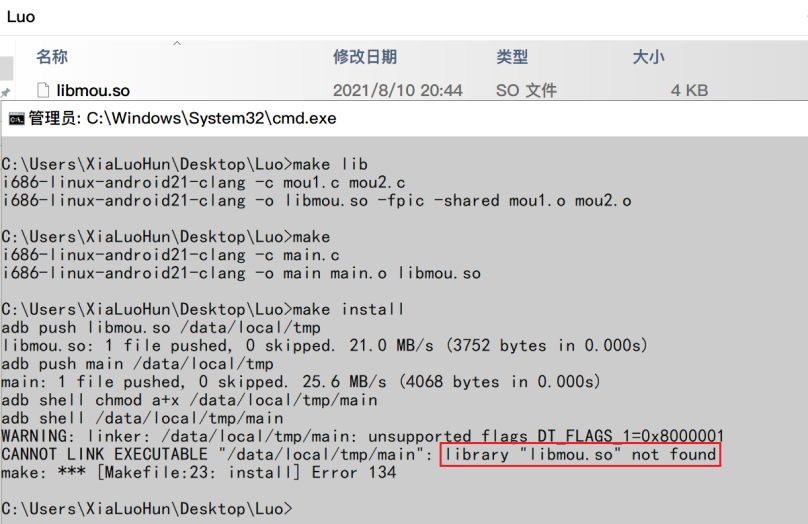 Luo
名称 修改日期 类型 大小
libmou.so 2021/8/10 20:44 SO 文件 4 KB
管理员: C:\Windows\System32\cmd.exe
C:\Users\XiaLuoHun\Desktop\Luo>make lib
i686-linux-android21-clang -c mou1.c mou2.c
i686-linux-android21-clang -o libmou.so -fpic -shared mou1.o mou2.o
C:\Users\XiaLuoHun\Desktop\Luo>make
i686-linux-android21-clang -c main.c
i686-linux-android21-clang -o main main.o libmou.so
C:\Users\XiaLuoHun\Desktop\Luo>make install
adb push libmou.so /data/local/tmp
libmou.so: 1 file pushed, 0 skipped. 21.0 MB/s (3752 bytes in 0.000s)
adb push main /data/local/tmp
main: 1 file pushed, 0 skipped. 25.6 MB/s (4068 bytes in 0.000s)
adb shell chmod a+x /data/local/tmp/main
adb shell /data/local/tmp/main
WARNING: linker: /data/local/tmp/main: unsupported flags DT_FLAGS_1=0x8000001
CANNOT LINK EXECUTABLE "/data/local/tmp/main": library "libmou.so" not found
make: *** [Makefile:23: install] Error 134
C:\Users\XiaLuoHun\Desktop\Luo>